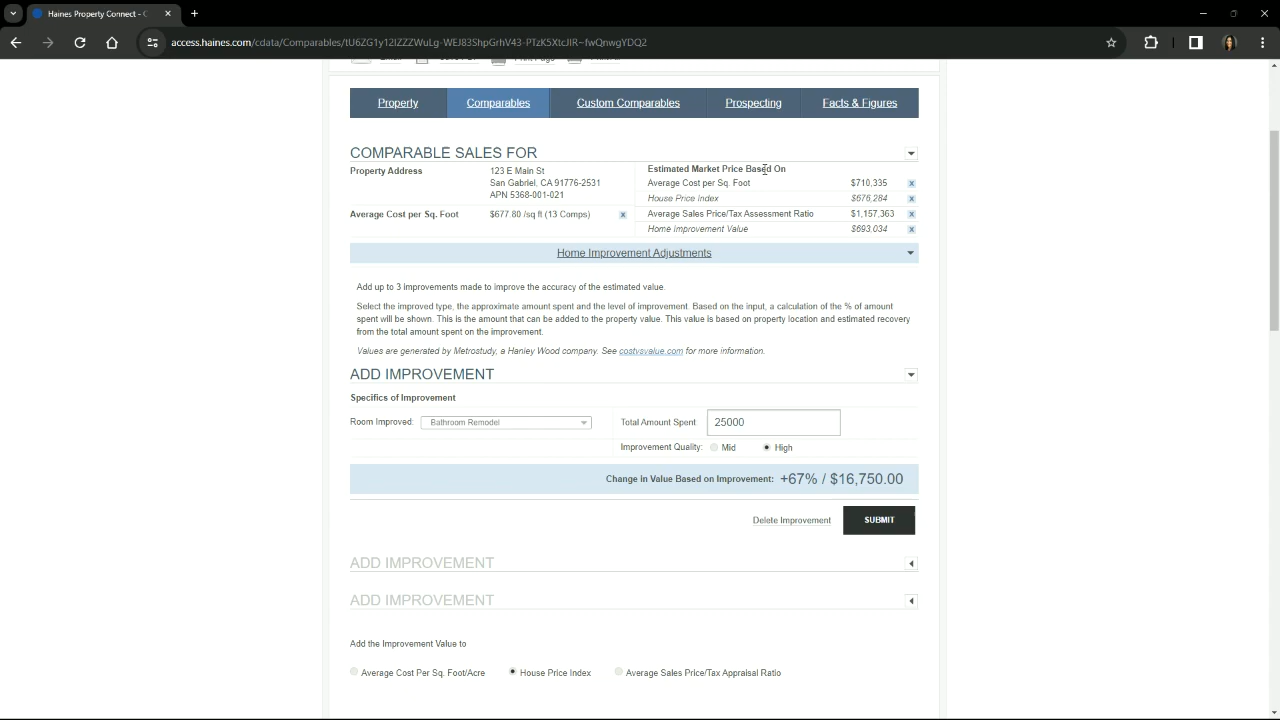 Haines Property Connect - C
access.haines.com/cdata/Comparables/tU6ZG1y12IZZZWuLg-WEJ83ShpGrhV43-PTzK5XtcJIR~fwQnwgYDQ2
Property Comparables Custom Comparables Prospecting Facts & Figures
COMPARABLE SALES FOR
Property Address
123 E Main St
San Gabriel, CA 91776-2531
APN 5368-001-021
Average Cost per Sq. Foot $677.80 /sq ft (13 Comps) x
Estimated Market Price Based On
Average Cost per Sq. Foot $710,335 x
House Price Index $676,284 x
Average Sales Price/Tax Assessment Ratio $1,157,363 x
Home Improvement Value $693,034 x
Home Improvement Adjustments
Add up to 3 improvements made to improve the accuracy of the estimated value.
Select the improved type, the approximate amount spent and the level of improvement. Based on the input, a calculation of the % of amount
spent will be shown. This is the amount that can be added to the property value. This value is based on property location and estimated recovery
from the total amount spent on the improvement.
Values are generated by Metrostudy, a Hanley Wood company. See costvsvalue.com for more information.
ADD IMPROVEMENT
Specifics of Improvement
Room Improved: Bathroom Remodel Total Amount Spent 25000
Improvement Quality: Mid High
Change in Value Based on Improvement: +67% / $16,750.00
Delete Improvement SUBMIT
ADD IMPROVEMENT
ADD IMPROVEMENT
Add the Improvement Value to
Average Cost Per Sq. Foot/Acre House Price Index Average Sales Price/Tax Appraisal Ratio